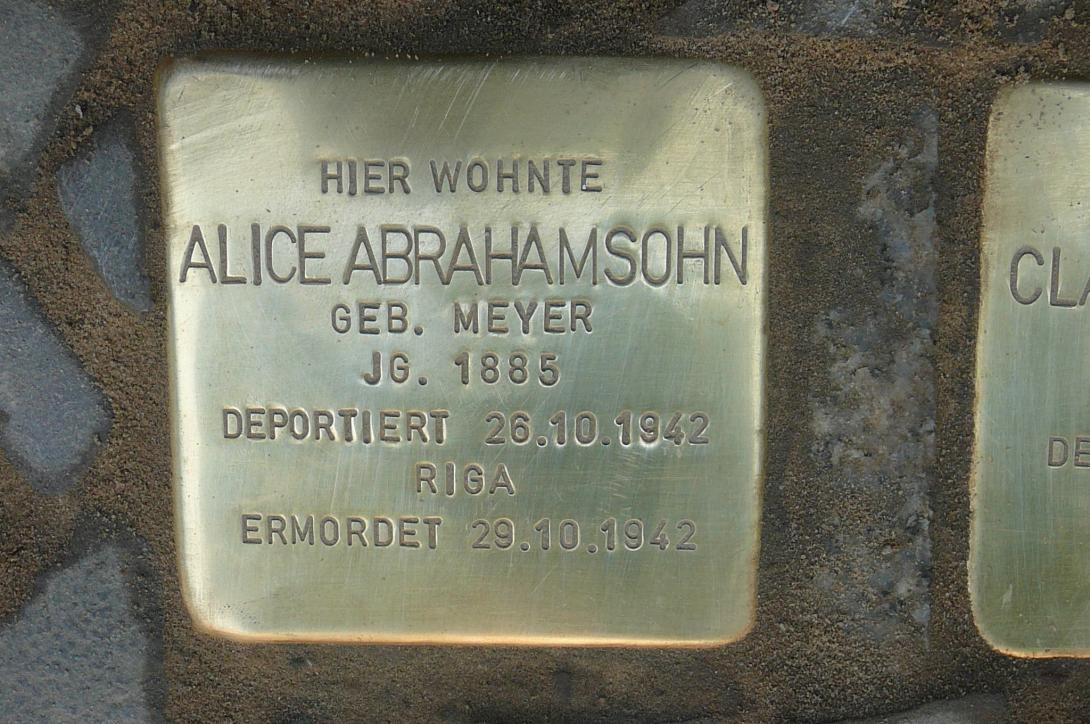 HIER WOHNTE
ALICE ABRAHAMSOHN
GEB. MEYER
JG. 1885
DEPORTIERT 26.10.1942
RIGA
ERMORDET 29.10.1942